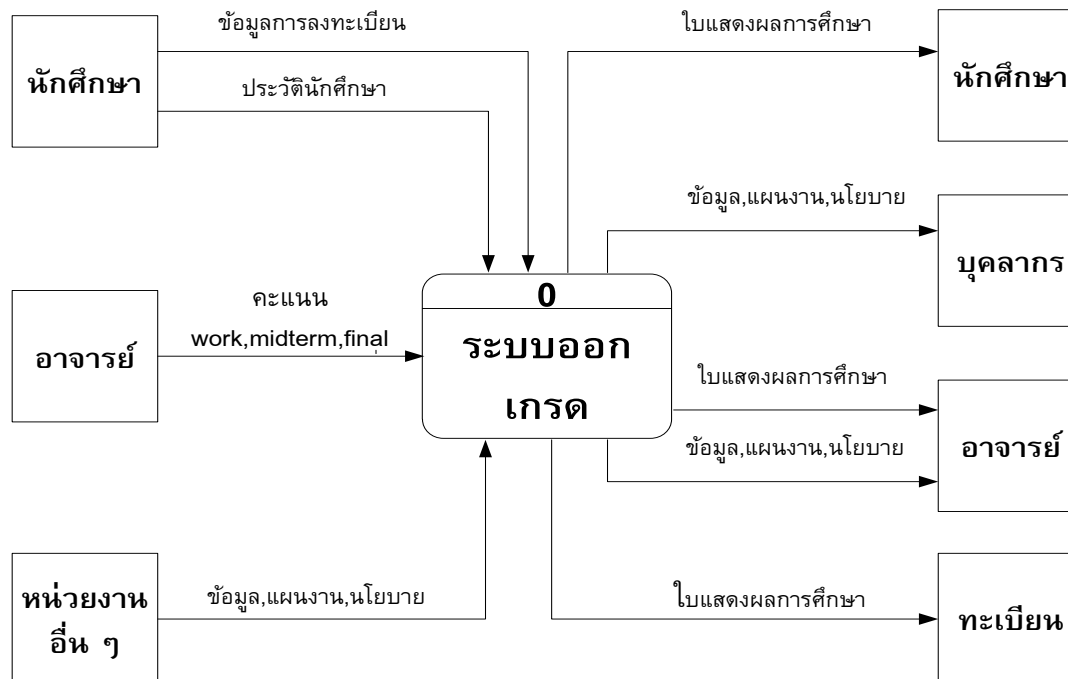 ข้อมูลการลงทะเบียน
ใบแสดงผลการศึกษา
นักศึกษา
นักศึกษา
ประวัตินักศึกษา
ข้อมูล,แผนงาน,นโยบาย
บุคลากร
คะแนน
work,midterm,final
อาจารย์
0
ระบบออก
เกรด
ใบแสดงผลการศึกษา
ข้อมูล,แผนงาน,นโยบาย
อาจารย์
หน่วยงาน
อื่น ๆ
ข้อมูล,แผนงาน,นโยบาย
ใบแสดงผลการศึกษา
ทะเบียน